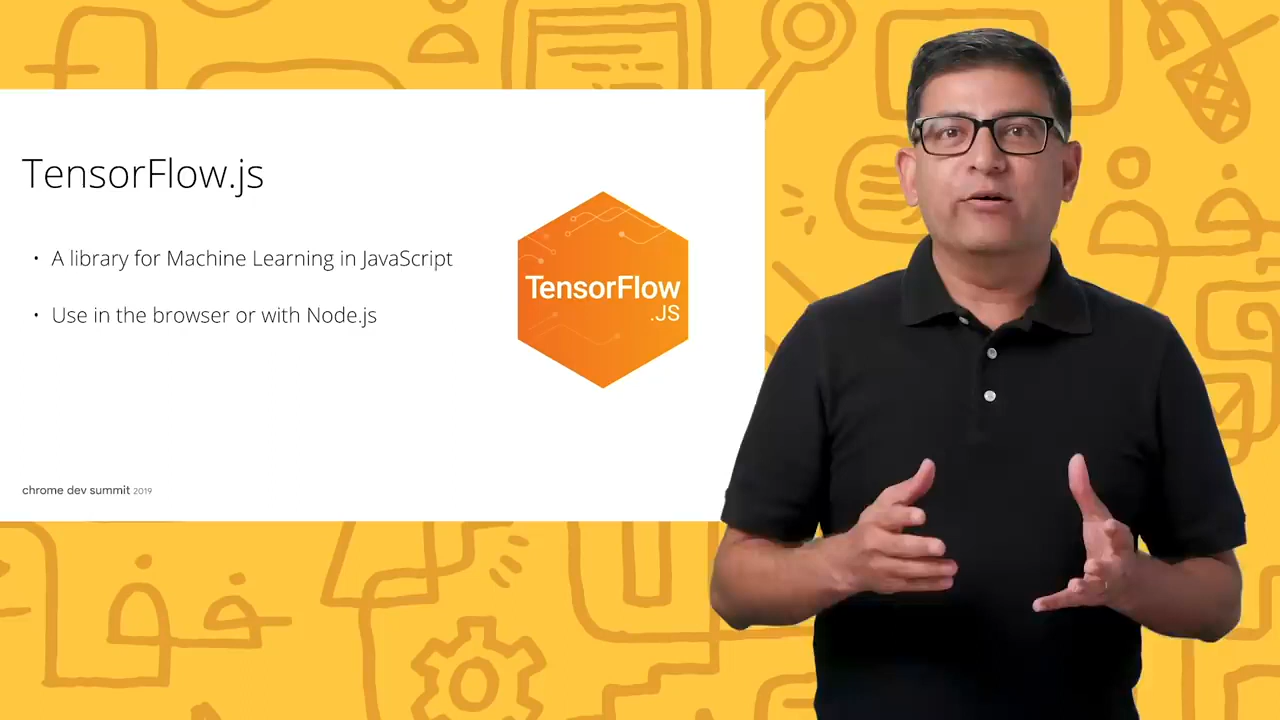 TensorFlow.js
• A library for Machine Learning in JavaScript
• Use in the browser or with Node.js
TensorFlow
.JS
chrome dev summit 2019